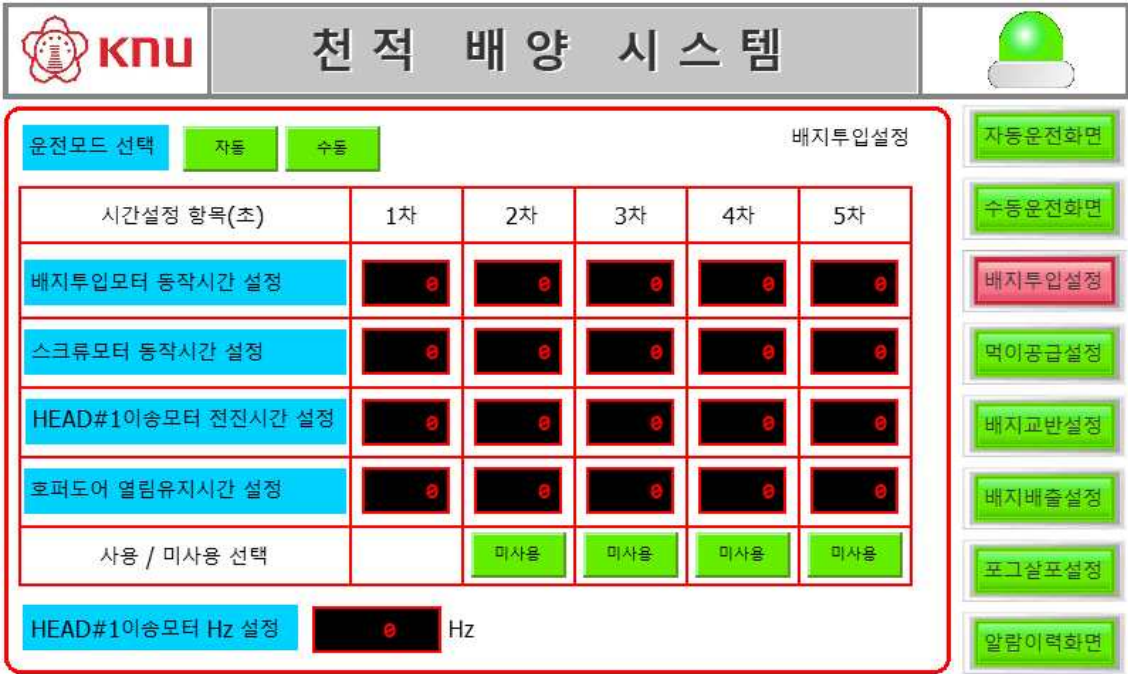 KNU
천적 배양 시스템
운전모드 선택 자동 수동 배지투입설정
시간설정 항목(초) 1차 2차 3차 4차 5차
배지투입모터 동작시간 설정 0 0 0 0 0
스크류모터 동작시간 설정 0 0 0 0 0
HEAD#1이송모터 전진시간 설정 0 0 0 0 0
호퍼도어 열림유지시간 설정 0 0 0 0 0
사용 / 미사용 선택 미사용 미사용 미사용 미사용
HEAD#1이송모터 Hz 설정 0 Hz
자동운전화면
수동운전화면
배지투입설정
먹이공급설정
배지교반설정
배지배출설정
포그살포설정
알람이력화면